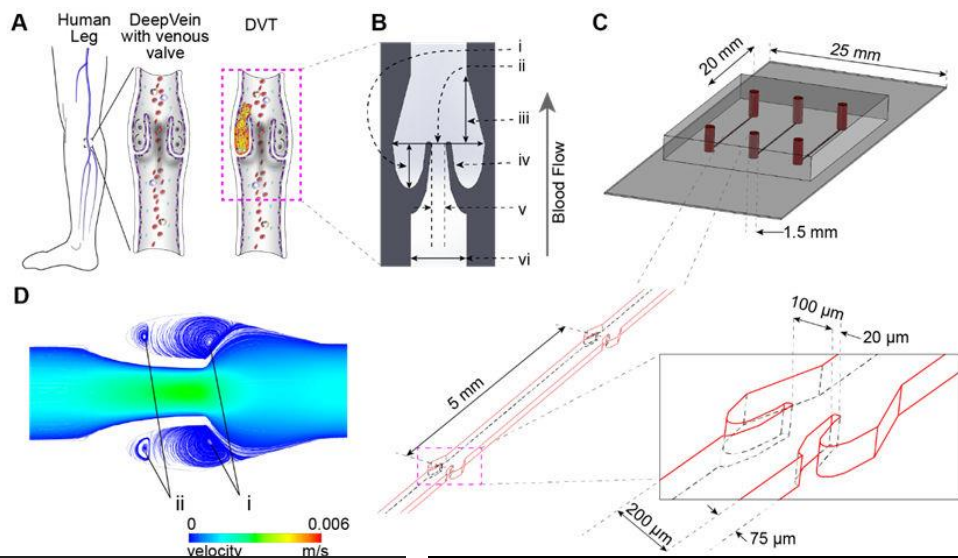 A
Human
Leg
DeepVein
with venous
valve
DVT
B
i
ii
iii
iv
v
vi
Blood Flow
C
20 mm
25 mm
1.5 mm
5 mm
100 µm
20 µm
200 µm
75 µm
D
ii
i
0
0.006
velocity
m/s